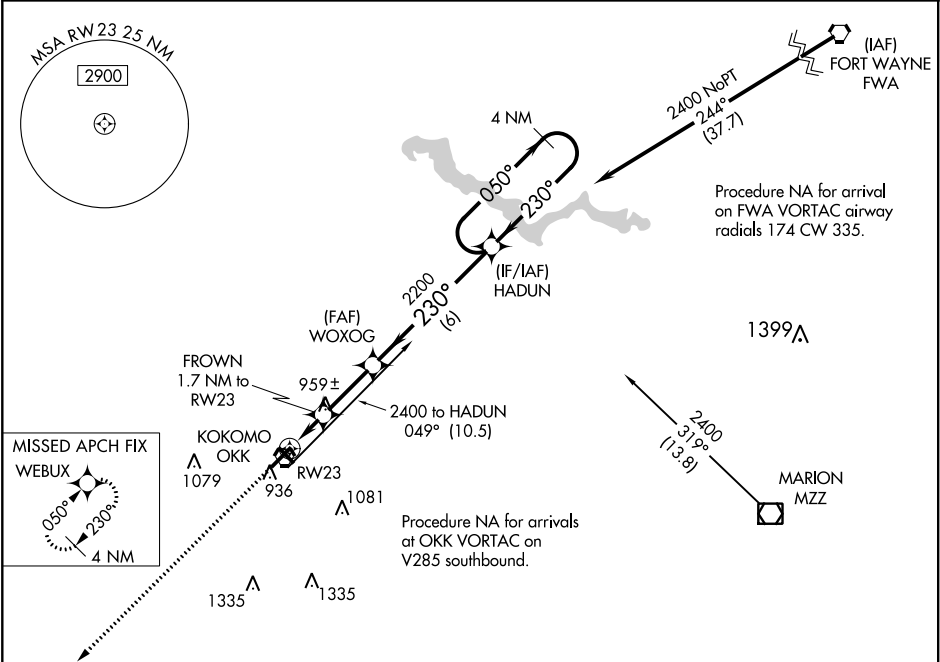 MSA RW23 25 NM
2900
(IAF)
FORT WAYNE
FWA
2400 NoPT
244°
(37.7)
4 NM
050°
230°
Procedure NA for arrival
on FWA VORTAC airway
radials 174 CW 335.
(IF/IAF)
HADUN
2200
230°
(6)
(FAF)
WOXOG
1399
FROWN
1.7 NM to
RW23
959±
2400 to HADUN
049° (10.5)
2400
319°
(13.8)
MISSED APCH FIX
WEBUX
050°
230°
4 NM
KOKOMO
OKK
RW23
1079
936
1081
MARION
MZZ
Procedure NA for arrivals
at OKK VORTAC on
V285 southbound.
1335
1335